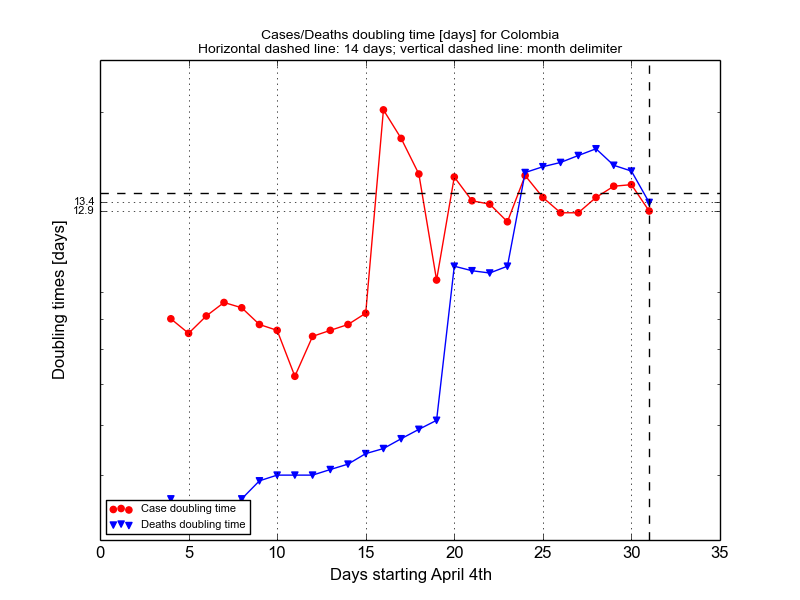 Cases/Deaths doubling time [days] for Colombia
Horizontal dashed line: 14 days; vertical dashed line: month delimiter
Doubling times [days]
13.4
12.9
Case doubling time
Deaths doubling time
0 5 10 15 20 25 30 35
Days starting April 4th